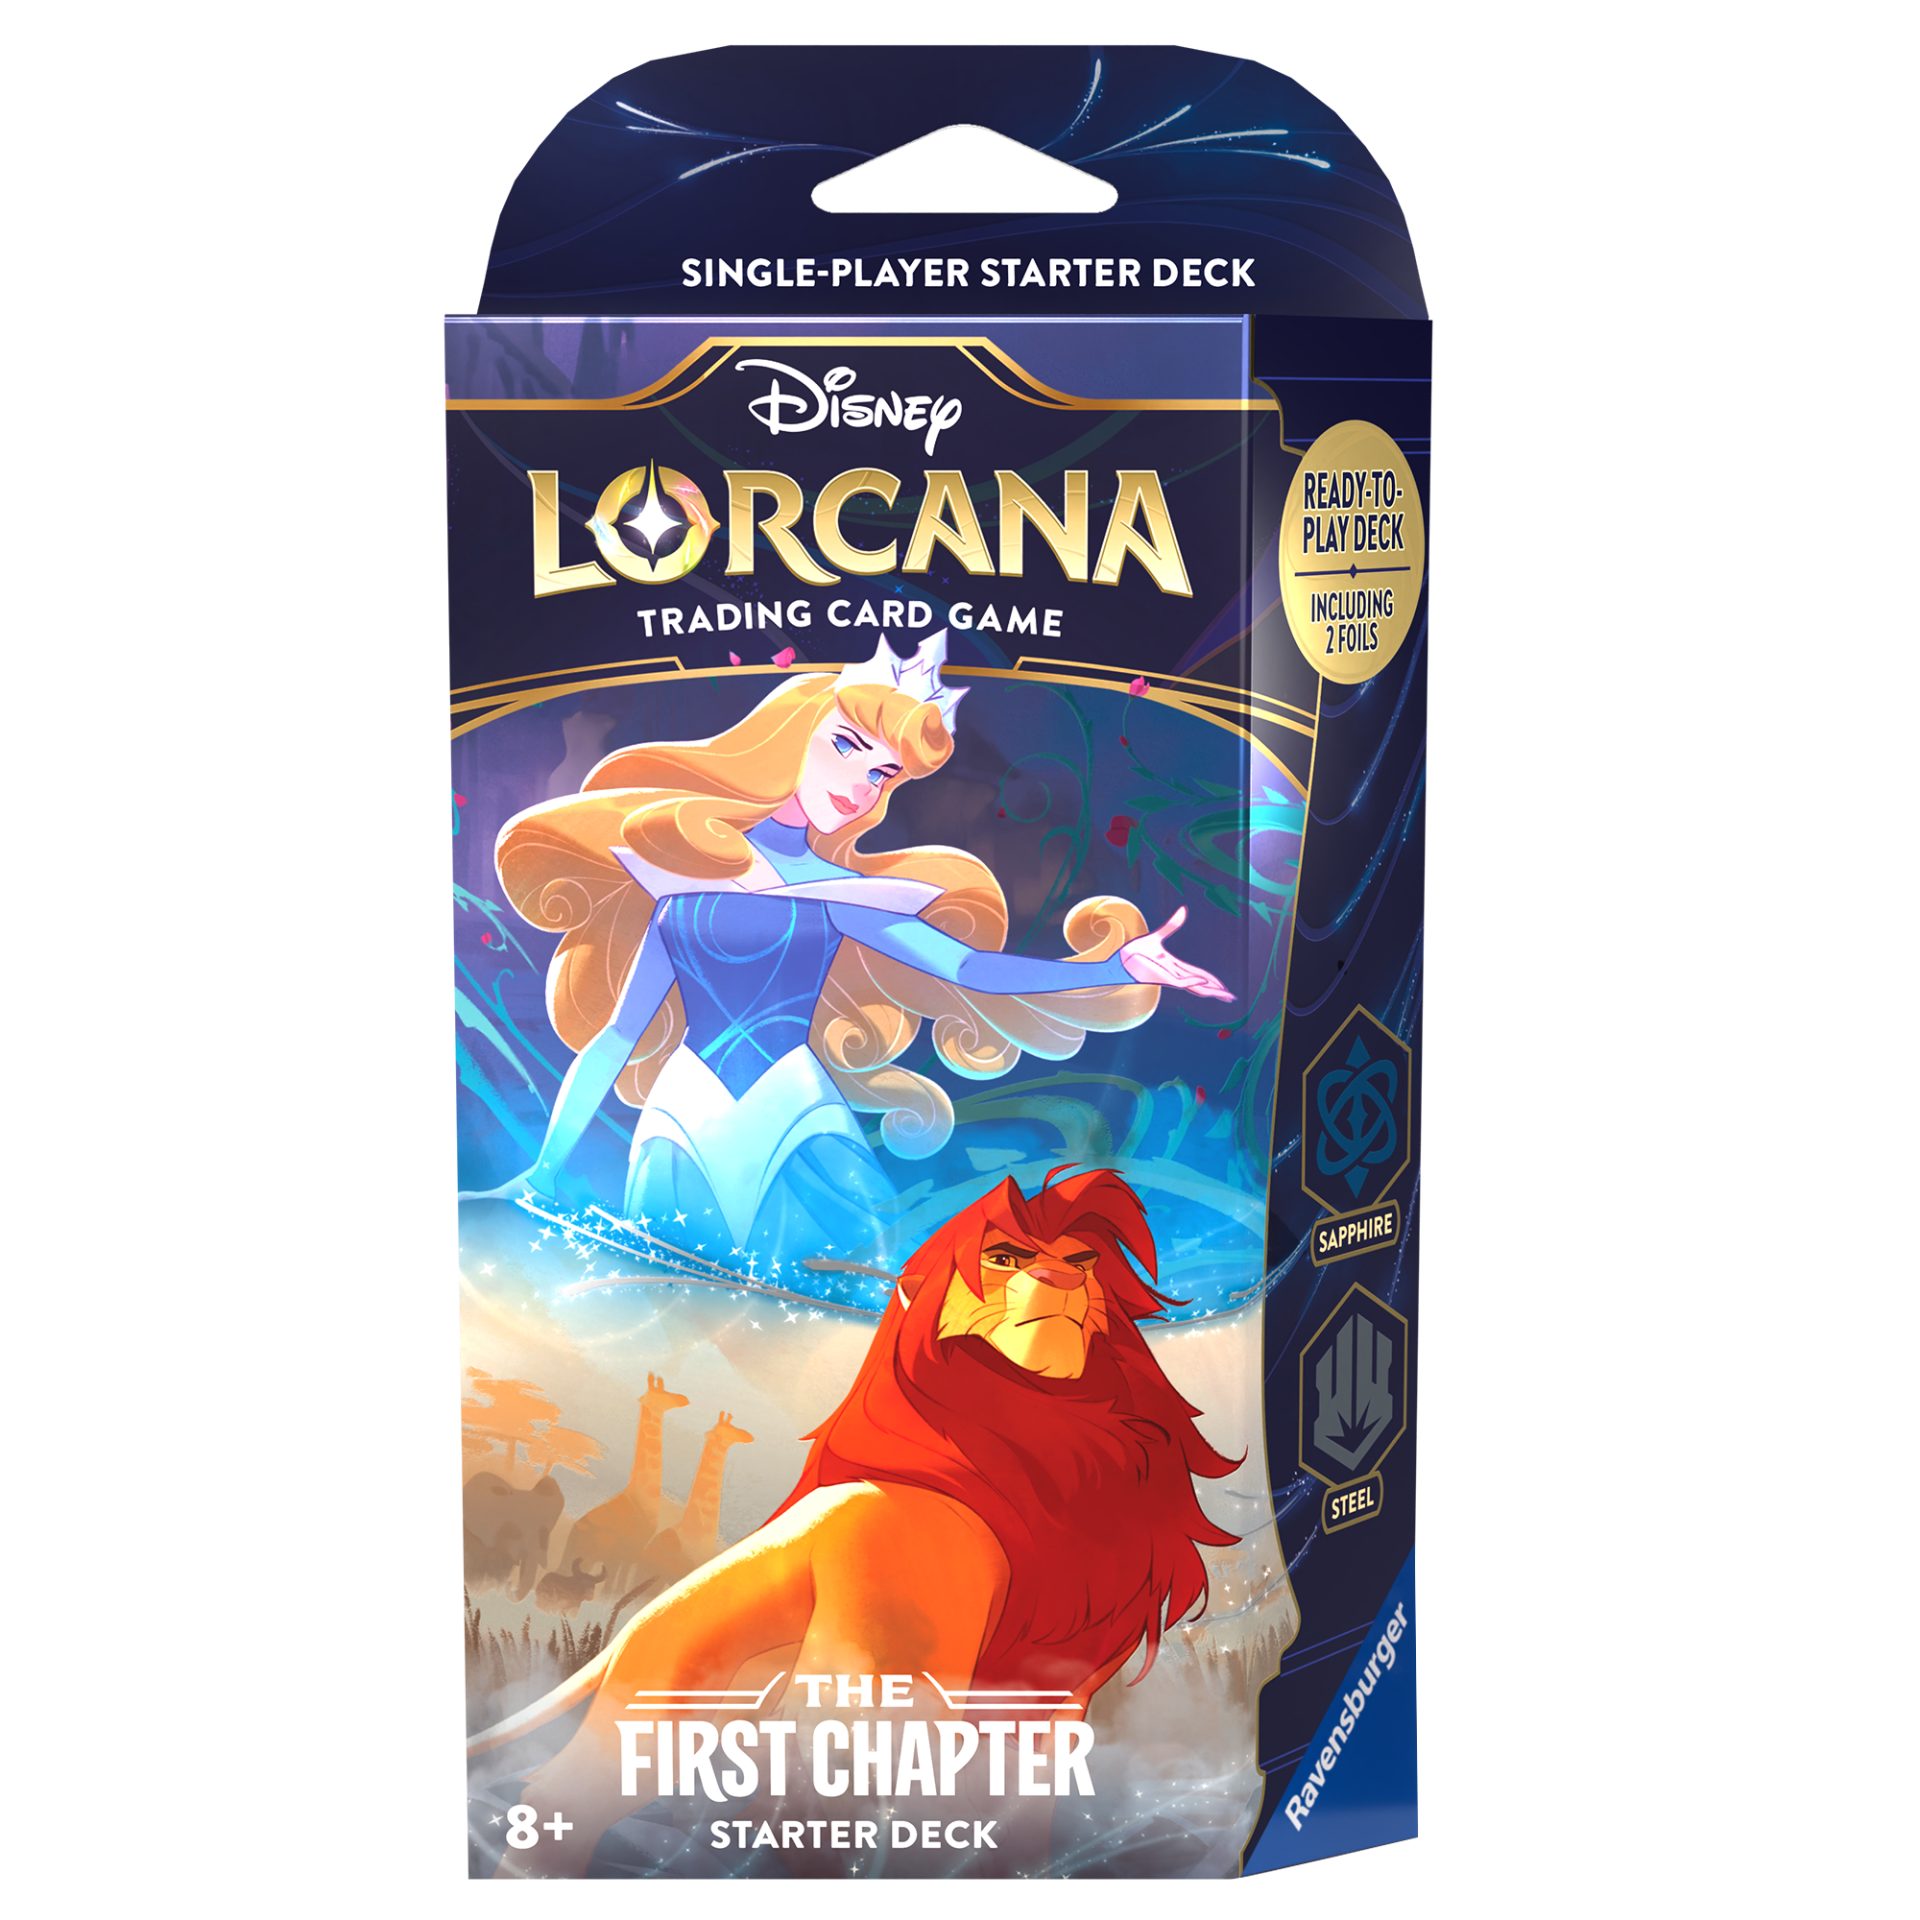 SINGLE-PLAYER STARTER DECK
Disney
LORCANA
TRADING CARD GAME
READY-TO-
PLAY DECK
INCLUDING
2 FOILS
SAPPHIRE
STEEL
THE
FIRST CHAPTER
STARTER DECK
8+
Ravensburger